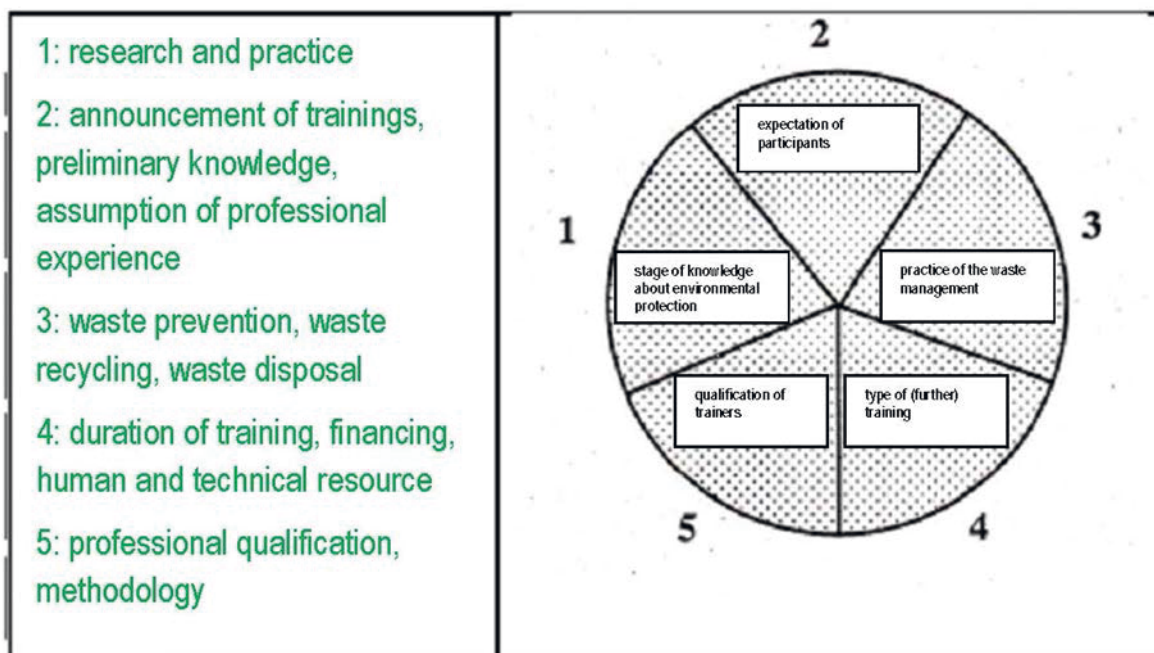 1: research and practice
2: announcement of trainings,
preliminary knowledge,
assumption of professional
experience
3: waste prevention, waste
recycling, waste disposal
4: duration of training, financing,
human and technical resource
5: professional qualification,
methodology
2
expectation of
participants
1
stage of knowledge
about environmental
protection
3
practice of the waste
management
qualification of
trainers
type of (further)
training
5
4